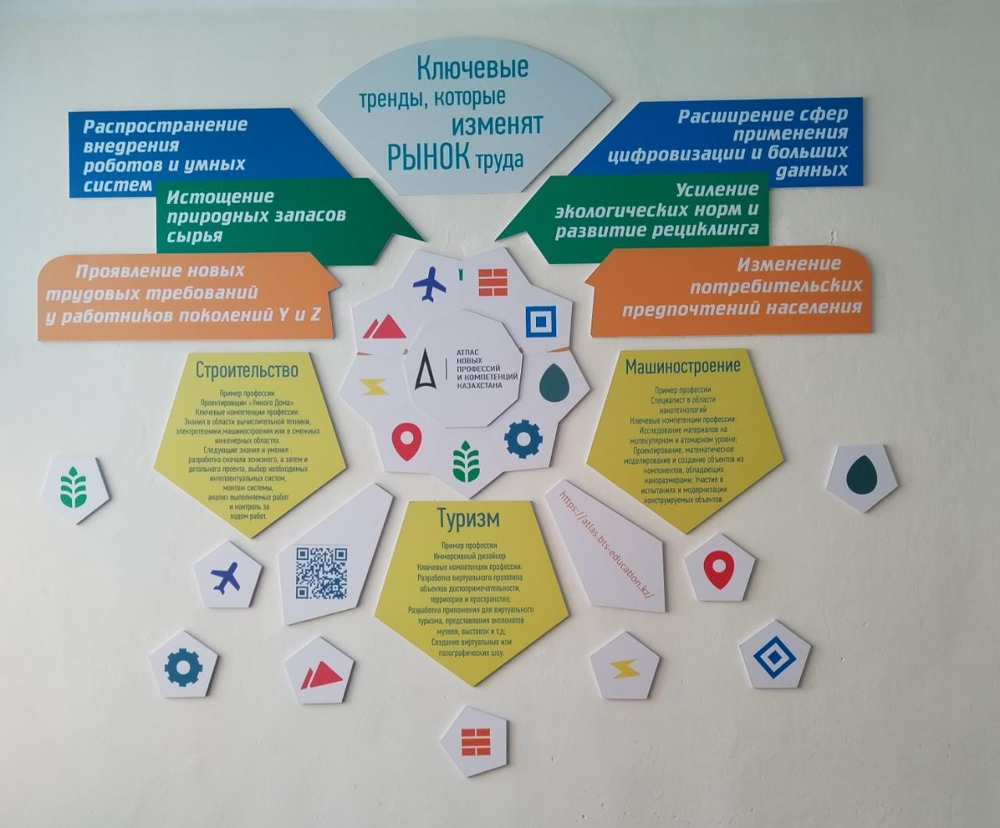 Ключевые
тренды, которые
изменят
РЫНОК труда
Распространение
внедрения
роботов и умных
систем
Расширение сфер
применения
цифровизации и больших
данных
Истощение
природных запасов
сырья
Усиление
экологических норм и
развитие рециклинга
Проявление новых
трудовых требований
у работников поколений Y и Z
Изменение
потребительских
предпочтений населения
АТЛАС
НОВЫХ
ПРОФЕССИЙ
И КОМПЕТЕНЦИЙ
КАЗАХСТАНА
Строительство
Пример профессии
Проектировщик «Умного Дома»
Ключевые компетенции профессии:
Знания в области вычислительной техники,
электротехники,машиностроения или в смежных
инженерных областях.
Следующие знания и умения :
разработка сначала эскизного, а затем и
детального проекта, выбор необходимых
интеллектуальных систем,
монтаж системы,
анализ выполняемых работ
и контроль за
ходом работ.
Машиностроение
Пример профессии
Специалист в области
нанотехнологий
Ключевые компетенции профессии:
Исследование материалов на
молекулярном и атомарном уровне;
Проектирование, математическое
моделирование и создание объектов из
компонентов, обладающих
наноразмерами; Участие в
испытаниях и модернизации
конструируемых объектов.
Туризм
Пример профессии
Иммерсивный дизайнер
Ключевые компетенции профессии:
Разработка виртуального прототипа
объектов достопримечательности,
территории и пространства;
Разработка приложения для виртуального
туризма, представления экспонатов
музеев, выставок и т.д;
Создание виртуальных или
голографических шоу.
https://atlas.bts-education.kz/